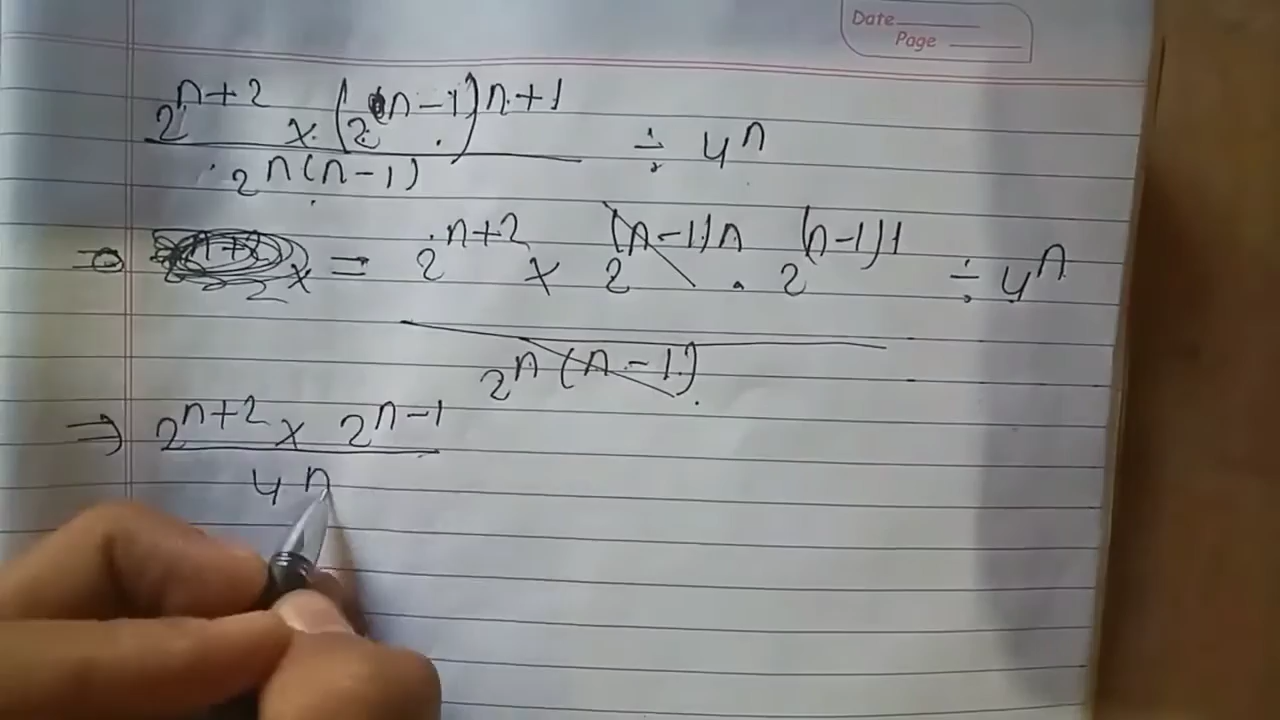 Date
Page
2^{n+2} × (2^{n-1})^{n+1} ÷ 4^n
2^{n(n-1)}
⇒ = 2^{n+2} × 2^{(n-1)n} . 2^{(n-1)1} ÷ 4^n
2^{n(n-1)}
⇒ 2^{n+2} × 2^{n-1}
4^n